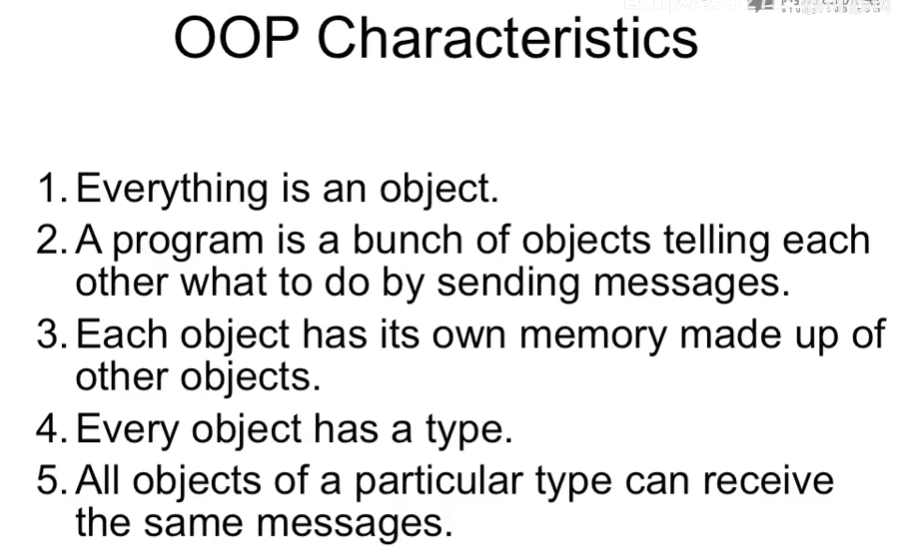 OOP Characteristics
1. Everything is an object.
2. A program is a bunch of objects telling each
other what to do by sending messages.
3. Each object has its own memory made up of
other objects.
4. Every object has a type.
5. All objects of a particular type can receive
the same messages.